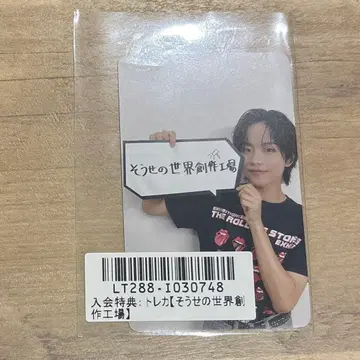 そうせの世界創作工場
THE ROLLING STONES
LT288-I030748
入会特典:トレカ【そうせの世界創
作工場】